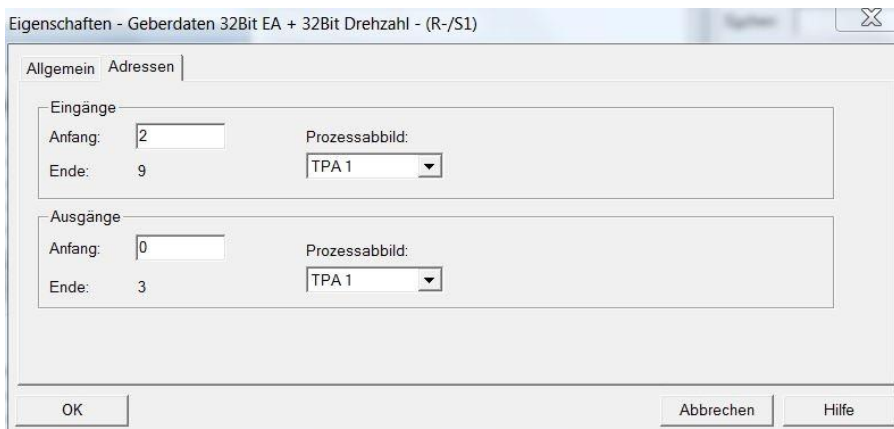 Eigenschaften - Geberdaten 32Bit EA + 32Bit Drehzahl - (R-/S1)
Allgemein Adressen
Eingänge
Anfang: 2 Prozessabbild:
Ende: 9 TPA 1
Ausgänge
Anfang: 0 Prozessabbild:
Ende: 3 TPA 1
OK Abbrechen Hilfe